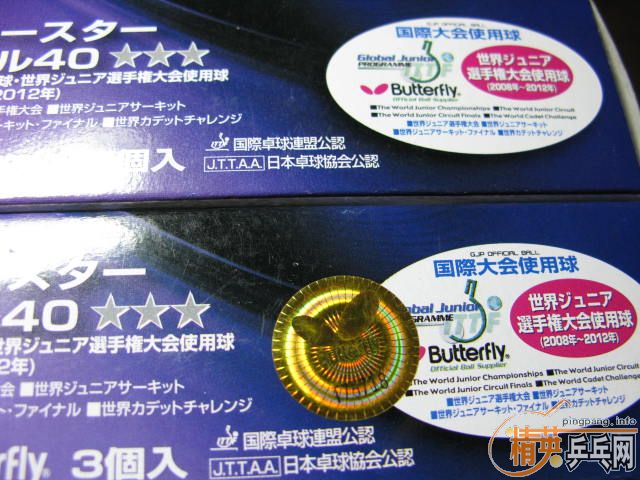 ースター
ル40 ★★★
球・世界ジュニア選手権大会使用球
2012年)
手権大会 ■世界ジュニアサーキット
ーキット・ファイナル ■世界カデットチャレンジ
個入
国際卓球連盟公認
J.T.T.A.A. 日本卓球協会公認
GJP OFFICIAL BALL
国際大会使用球
Global Junior
PROGRAMME
ITTF
Butterfly
Official Ball Supplier
世界ジュニア
選手権大会使用球
(2008年~2012年)
■The World Junior Championships ■The World Junior Circuit
■The World Junior Circuit Finals ■The World Cadet Challenge
■世界ジュニア選手権大会 ■世界ジュニアサーキット
■世界ジュニアサーキット・ファイナル ■世界カデットチャレンジ
スター
40 ★★★
世界ジュニア選手権大会使用球
2年)
会 ■世界ジュニアサーキット
ト・ファイナル ■世界カデットチャレンジ
erfly® 3個入
国際卓球連盟公認
J.T.T.A.A. 日本卓球協会公認
GJP OFFICIAL BALL
国際大会使用球
obal Junior
OGRAMME
ITTF
Butterfly®
Official Ball Supplier
世界ジュニア
選手権大会使用球
(2008年~2012年)
The World Junior Championships ■The World Junior Circuit
The World Junior Circuit Finals ■The World Cadet Challenge
■世界ジュニア選手権大会 ■世界ジュニアサーキット
■世界ジュニアサーキット・ファイナル ■世界カデットチャレンジ
pingpang.info
精英乒乓网